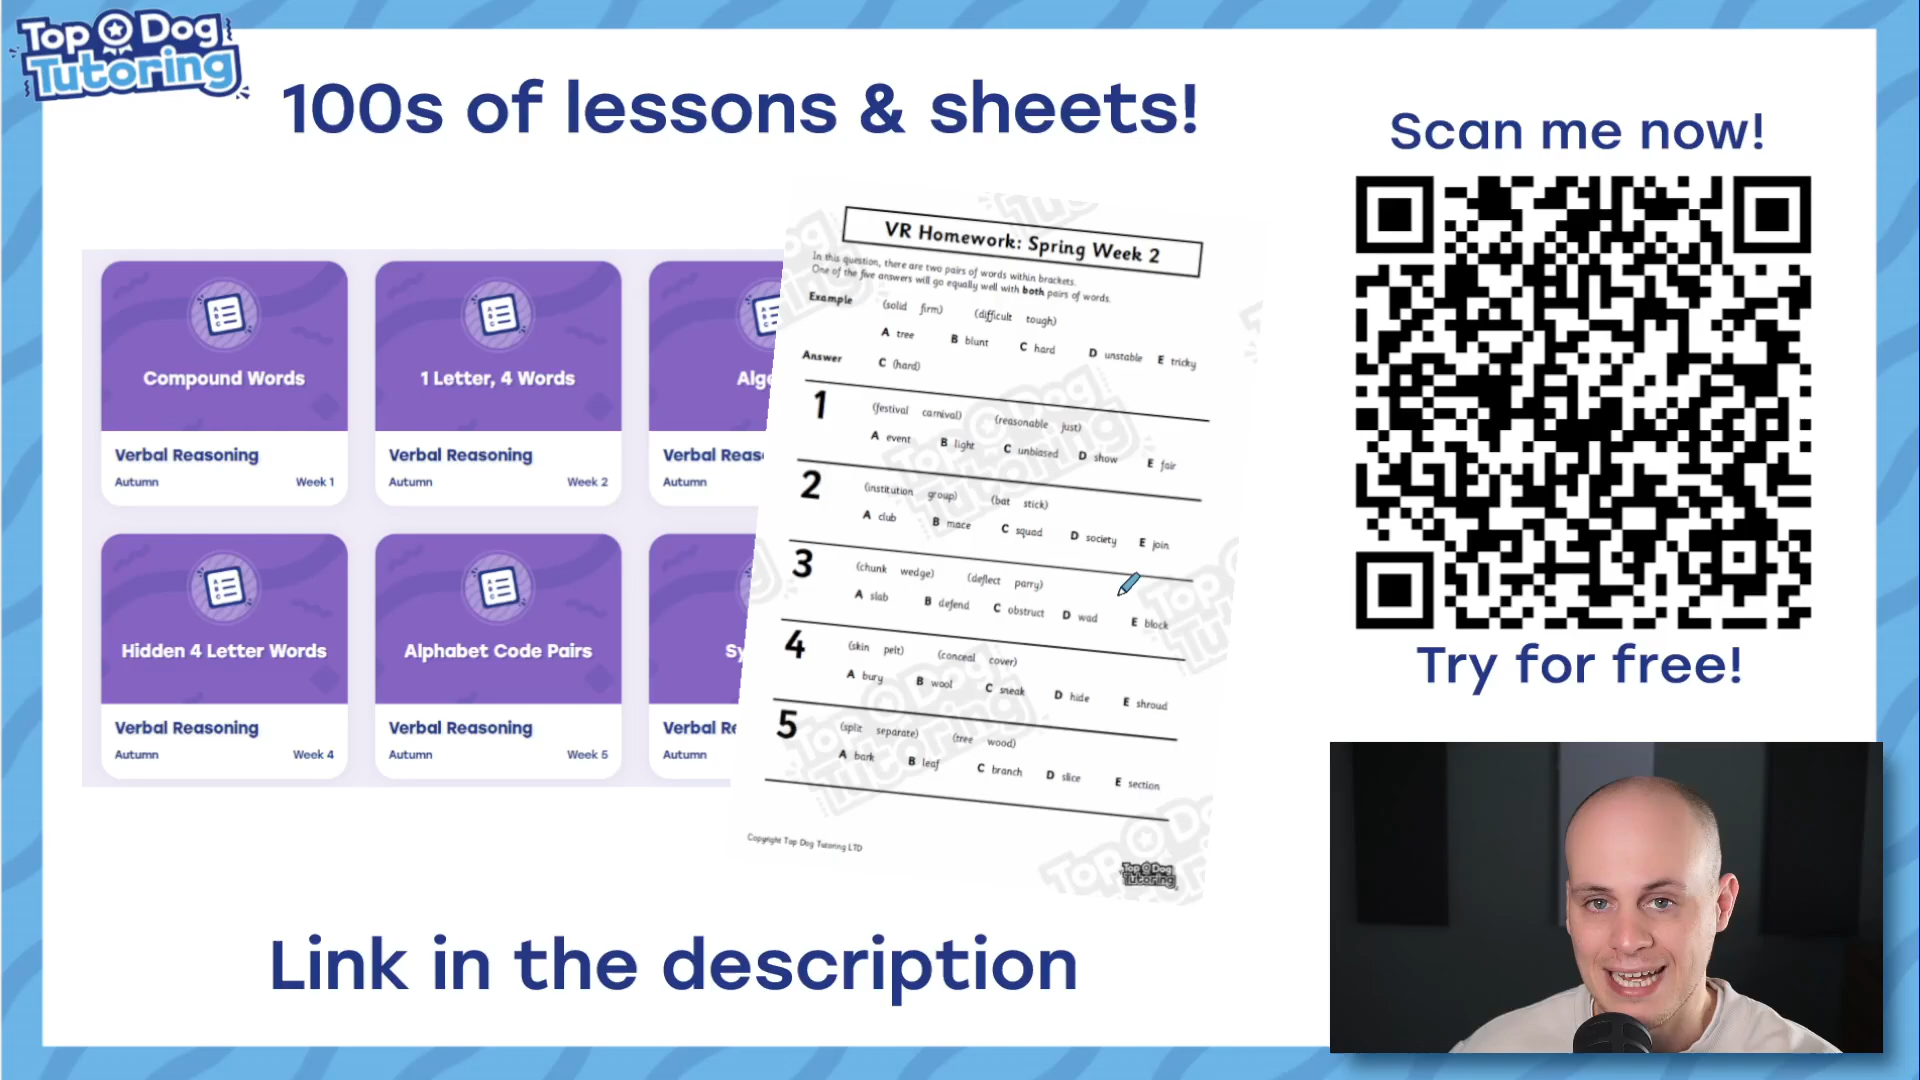 Top Dog
Tutoring
100s of lessons & sheets!
Scan me now!
Try for free!
Compound Words
Verbal Reasoning
Autumn Week 1
1 Letter, 4 Words
Verbal Reasoning
Autumn Week 2
Verbal
Autumn
Hidden 4 Letter Words
Verbal Reasoning
Autumn Week 4
Alphabet Code Pairs
Verbal Reasoning
Autumn Week 5
Verbal
Autumn
VR Homework: Spring Week 2
In this question, there are two pairs of words within brackets.
One of the five answers will go equally well with both pairs of words.
Example (solid firm) (difficult tough)
A tree B blunt C hard D unstable E tricky
Answer C (hard)
1 (festival carnival) (reasonable just)
A event B light C unbiased D show E fair
2 (institution group) (bat stick)
A club B mace C squad D society E join
3 (chunk wedge) (deflect parry)
A slab B defend C obstruct D wad E block
4 (skin pelt) (conceal cover)
A bury B wool C sneak D hide E shroud
5 (split separate) (tree wood)
A bark B leaf C branch D slice E section
Copyright Top Dog Tutoring LTD
Top Dog
Tutoring
Link in the description